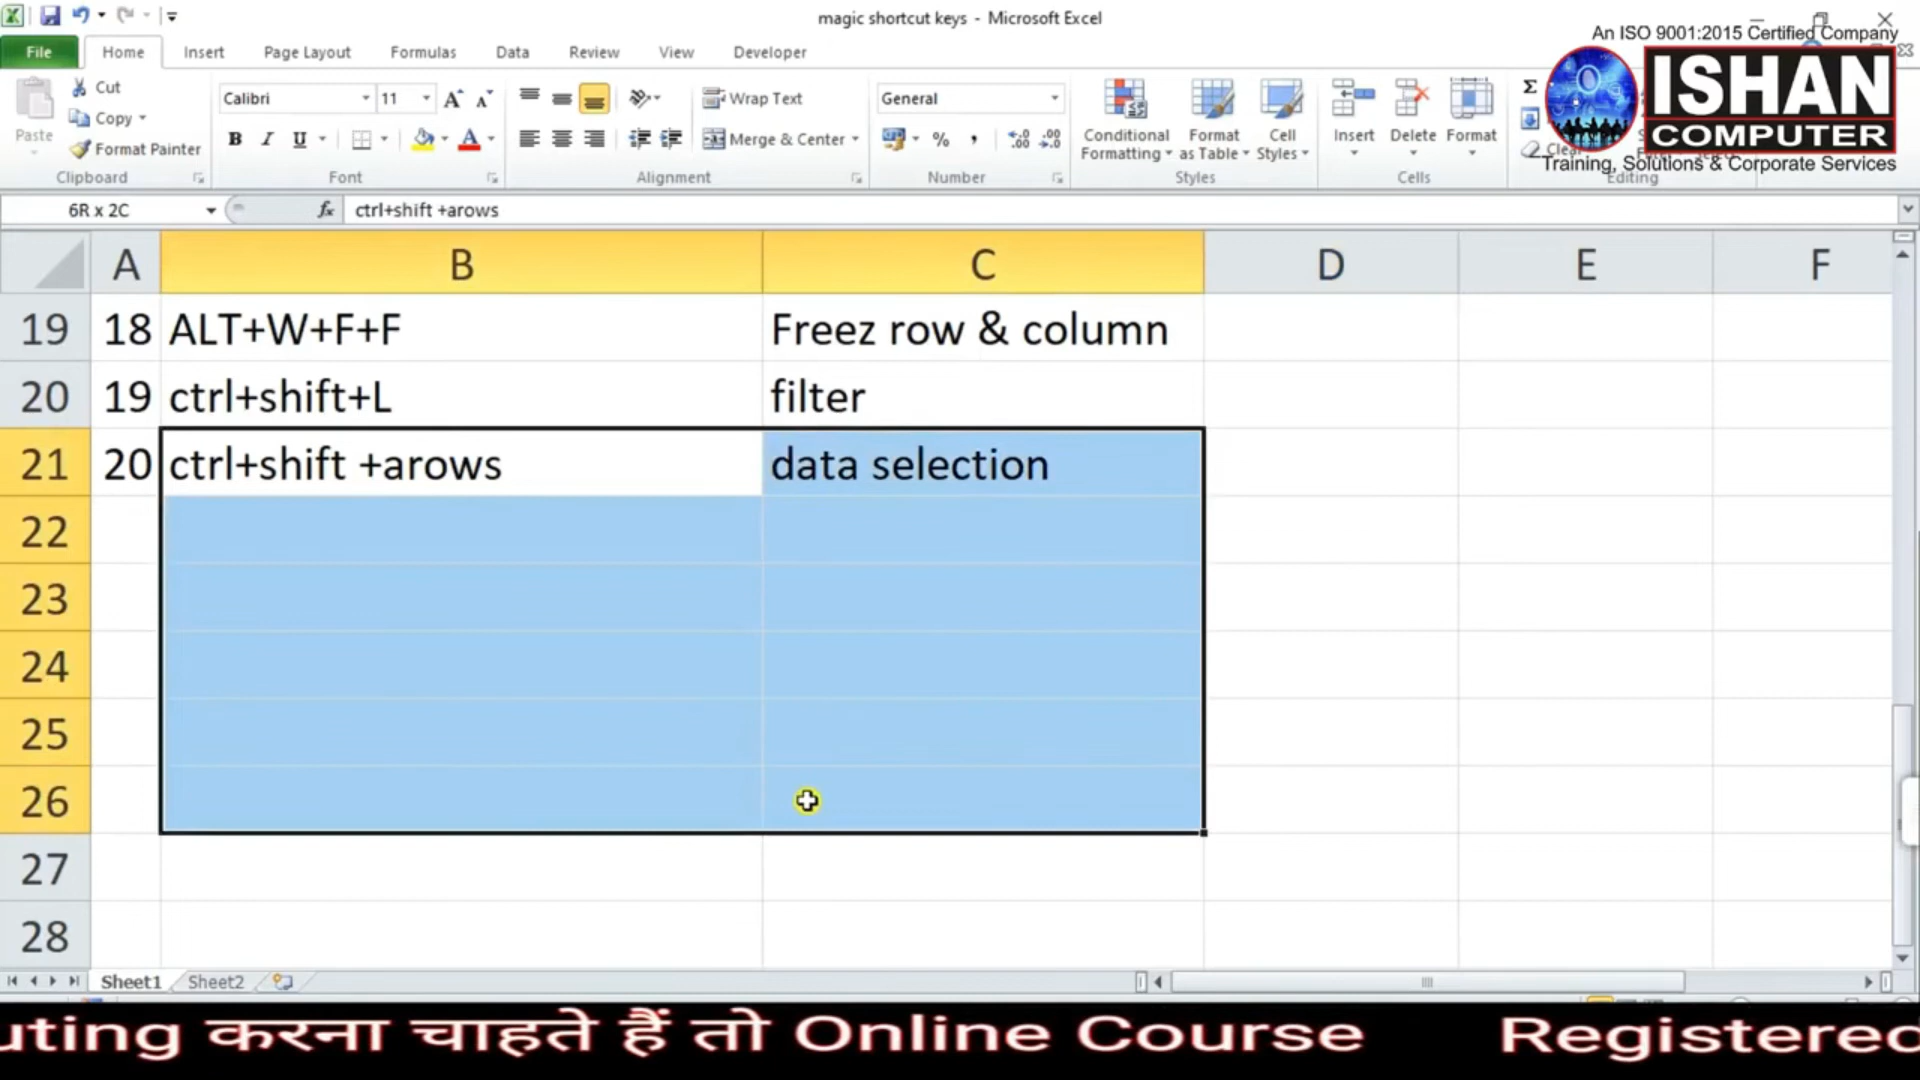 magic shortcut keys - Microsoft Excel
An ISO 9001:2015 Certified Company
ISHAN
COMPUTER
Training, Solutions & Corporate Services
File Home Insert Page Layout Formulas Data Review View Developer
Paste
Cut
Copy
Format Painter
Clipboard
Calibri 11
B I U A
Font
Wrap Text
Merge & Center
Alignment
General
% ,
Number
Conditional Formatting
Format as Table
Cell Styles
Styles
Insert Delete Format
Cells
Σ
Clear
Editing
6R x 2C fx ctrl+shift +arows
A B C D E F
19 18 ALT+W+F+F Freez row & column
20 19 ctrl+shift+L filter
21 20 ctrl+shift +arows data selection
22
23
24
25
26
27
28
Sheet1 Sheet2
uting करना चाहते हैं तो Online Course Registered